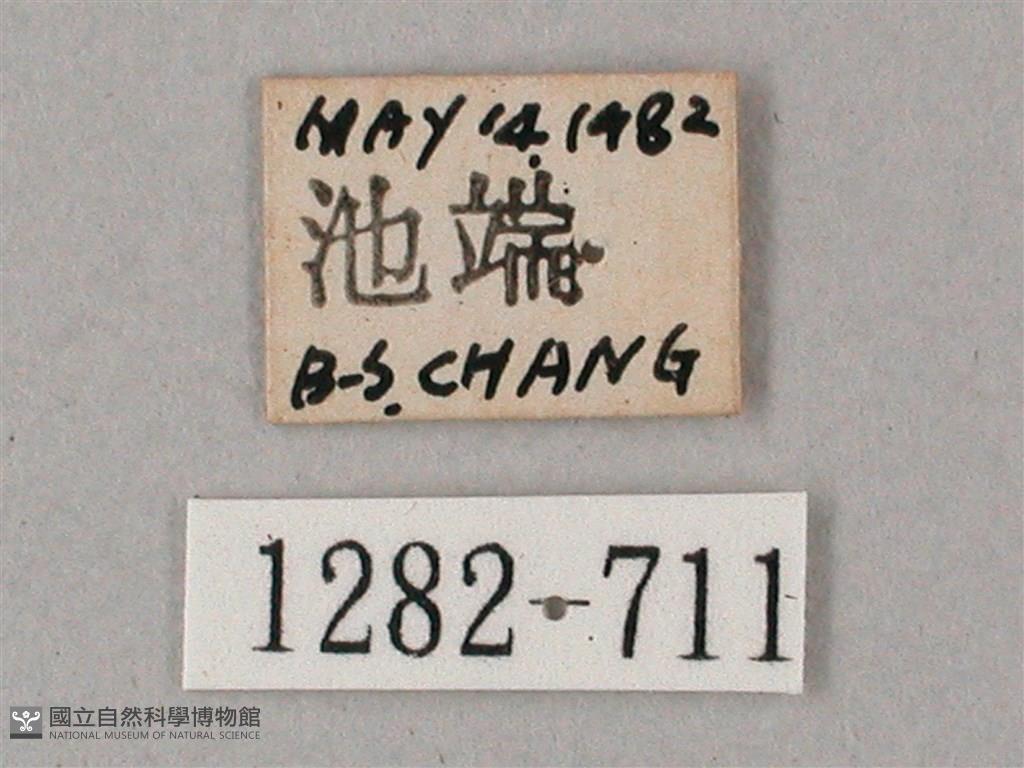 MAY 14. 1982
池端
B-S. CHANG
1282-711
國立自然科學博物館
NATIONAL MUSEUM OF NATURAL SCIENCE